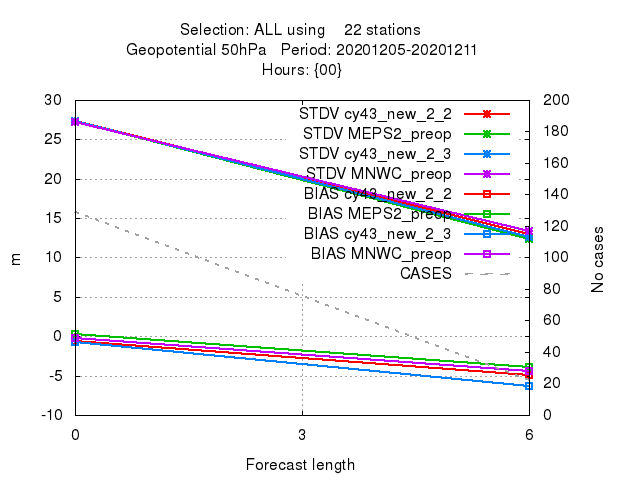 Selection: ALL using 22 stations
Geopotential 50hPa Period: 20201205-20201211
Hours: {00}
30
25
20
15
10
5
0
-5
-10
200
180
160
140
120
100
80
60
40
20
0
STDV cy43_new_2_2
STDV MEPS2_preop
STDV cy43_new_2_3
STDV MNWC_preop
BIAS cy43_new_2_2
BIAS MEPS2_preop
BIAS cy43_new_2_3
BIAS MNWC_preop
CASES
m
No cases
0 3 6
Forecast length